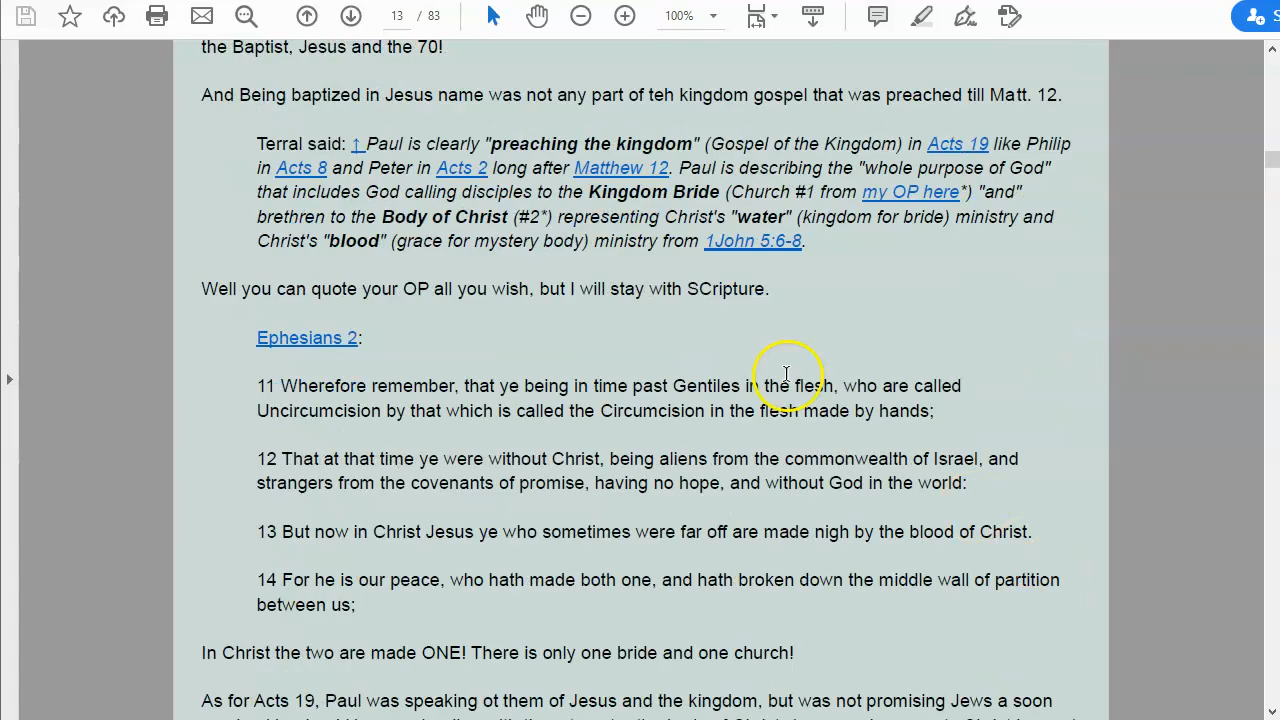 13 / 83
100%
S
the Baptist, Jesus and the 70!
And Being baptized in Jesus name was not any part of teh kingdom gospel that was preached till Matt. 12.
Terral said: ↑ Paul is clearly "preaching the kingdom" (Gospel of the Kingdom) in Acts 19 like Philip
in Acts 8 and Peter in Acts 2 long after Matthew 12. Paul is describing the "whole purpose of God"
that includes God calling disciples to the Kingdom Bride (Church #1 from my OP here*) "and"
brethren to the Body of Christ (#2*) representing Christ's "water" (kingdom for bride) ministry and
Christ's "blood" (grace for mystery body) ministry from 1John 5:6-8.
Well you can quote your OP all you wish, but I will stay with SCripture.
Ephesians 2:
11 Wherefore remember, that ye being in time past Gentiles in the flesh, who are called
Uncircumcision by that which is called the Circumcision in the flesh made by hands;
12 That at that time ye were without Christ, being aliens from the commonwealth of Israel, and
strangers from the covenants of promise, having no hope, and without God in the world:
13 But now in Christ Jesus ye who sometimes were far off are made nigh by the blood of Christ.
14 For he is our peace, who hath made both one, and hath broken down the middle wall of partition
between us;
In Christ the two are made ONE! There is only one bride and one church!
As for Acts 19, Paul was speaking ot them of Jesus and the kingdom, but was not promising Jews a soon